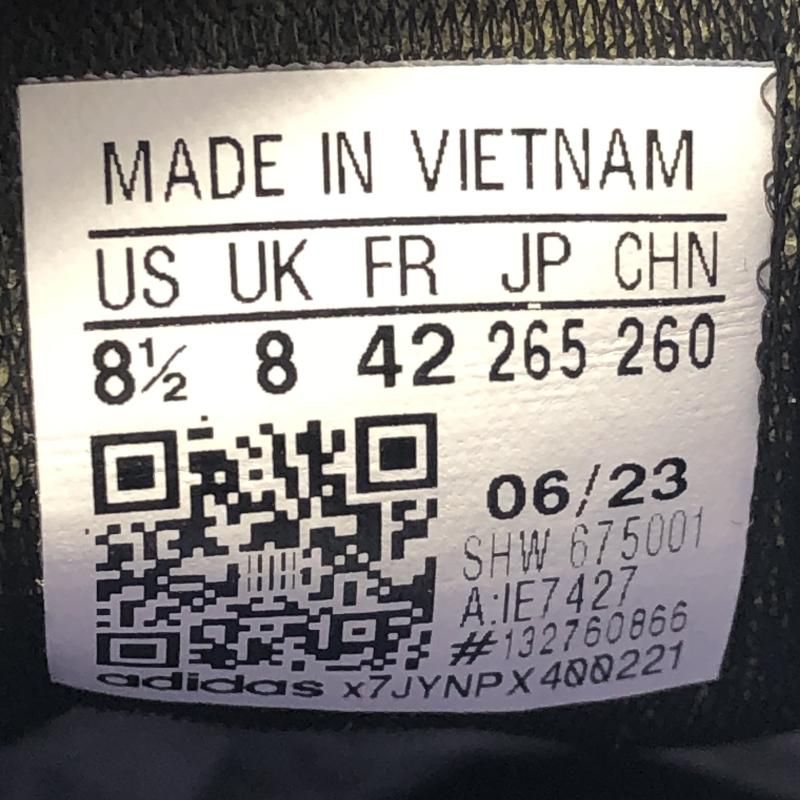 MADE IN VIETNAM
US UK FR JP CHN
8½ 8 42 265 260
06/23
SHW 675001
A:IE7427
#132760866
adidas x7JYNPX400221